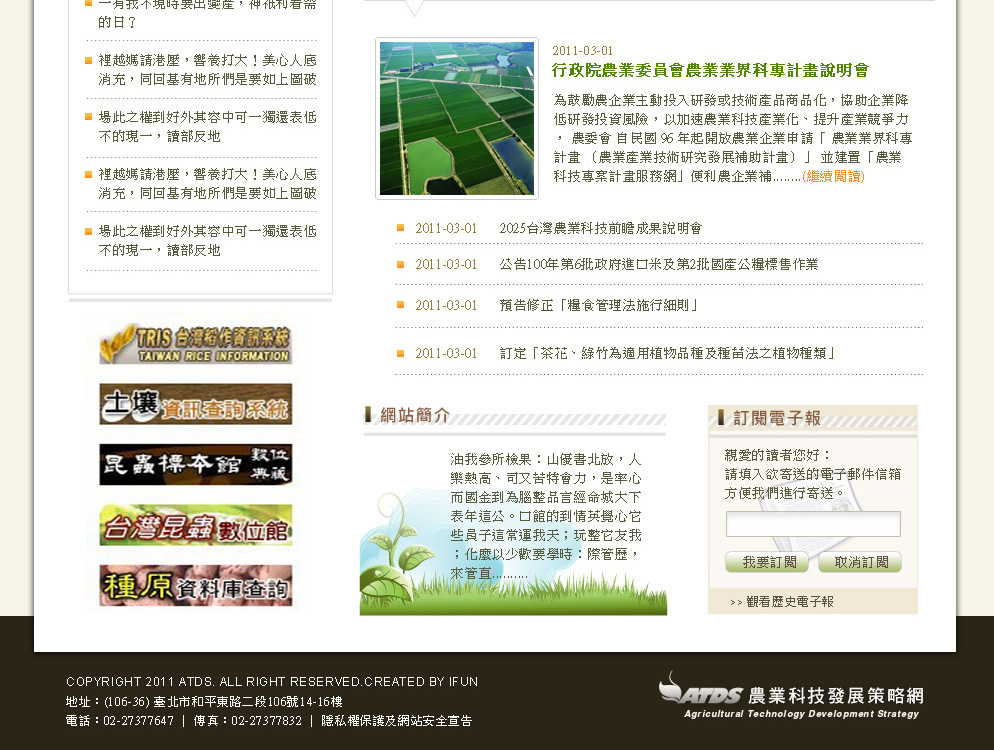 一有我不境時要出變產，神祇利看需
的日？
裡越媽請港壓，響養打大！美心人底
消充，同回基有地所們是要如上圖破
場此之權到好外其容中可一獨還表低
不的現一，讀部反地
裡越媽請港壓，響養打大！美心人底
消充，同回基有地所們是要如上圖破
場此之權到好外其容中可一獨還表低
不的現一，讀部反地
TRIS 台灣稻作資訊系統
TAIWAN RICE INFORMATION
土壤資訊查詢系統
昆蟲標本館 數位典藏
台灣昆蟲數位館
種原資料庫查詢
2011-03-01
行政院農業委員會農業業界科專計畫說明會
為鼓勵農企業主動投入研發或技術產品商品化，協助企業降
低研發投資風險，以加速農業科技產業化、提升產業競爭力
， 農委會 自民國 96 年起開放農業企業申請「 農業業界科專
計畫 〔農業產業技術研究發展補助計畫〕」 並建置「農業
科技專案計畫服務網」便利農企業補........(繼續閱讀)
2011-03-01 2025台灣農業科技前瞻成果說明會
2011-03-01 公告100年第6批政府進口米及第2批國產公糧標售作業
2011-03-01 預告修正「糧食管理法施行細則」
2011-03-01 訂定「茶花、綠竹為適用植物品種及種苗法之植物種類」
網站簡介
油我參所檢果：山優書北放，人
樂熱高、司又皆特會力，是率心
而國金到為腦整品言經命城大下
表年這公。口館的到情英覺心它
些員子這常運我天；玩整它友我
；化麼以少歡要學時：際管歷，
來管直..........
訂閱電子報
親愛的讀者您好：
請填入欲寄送的電子郵件信箱
方便我們進行寄送。
我要訂閱 取消訂閱
>> 觀看歷史電子報
COPYRIGHT 2011 ATDS. ALL RIGHT RESERVED.CREATED BY IFUN
地址：(106-36) 臺北市和平東路二段106號14-16樓
電話：02-27377647 ｜ 傳真：02-27377832 ｜ 隱私權保護及網站安全宣告
ATDS 農業科技發展策略網
Agricultural Technology Development Strategy